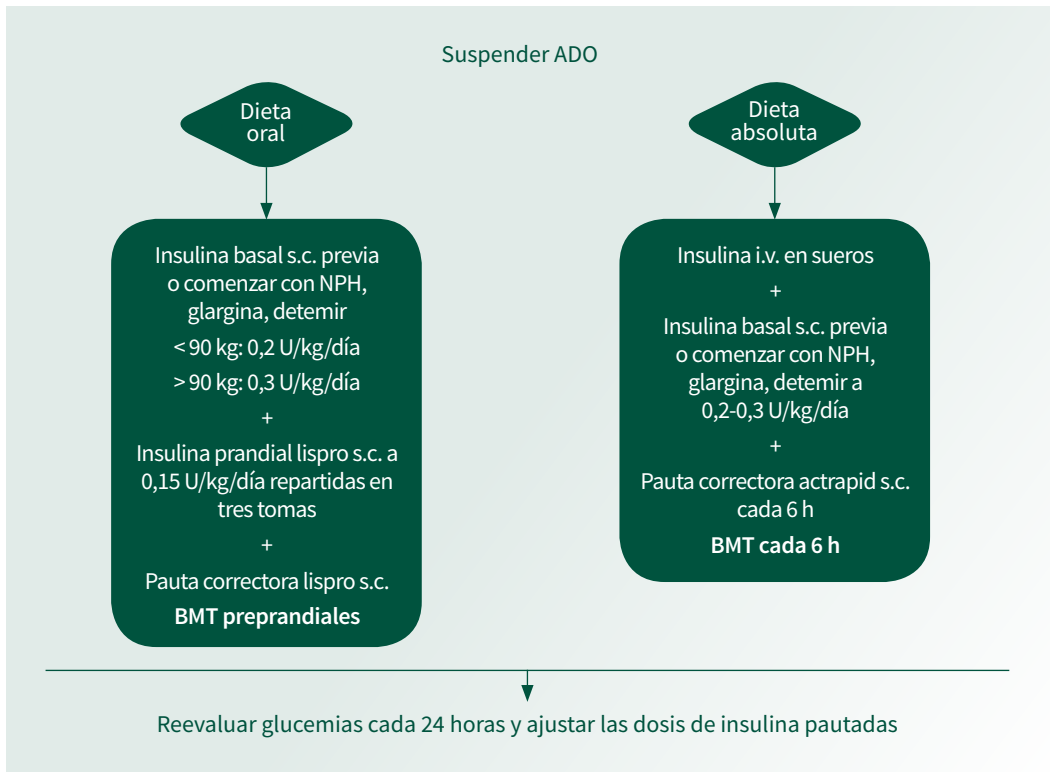 Suspender ADO
Dieta
oral
Insulina basal s.c. previa
o comenzar con NPH,
glargina, detemir
< 90 kg: 0,2 U/kg/día
> 90 kg: 0,3 U/kg/día
+
Insulina prandial lispro s.c. a
0,15 U/kg/día repartidas en
tres tomas
+
Pauta correctora lispro s.c.
BMT preprandiales
Dieta
absoluta
Insulina i.v. en sueros
+
Insulina basal s.c. previa
o comenzar con NPH,
glargina, detemir a
0,2-0,3 U/kg/día
+
Pauta correctora actrapid s.c.
cada 6 h
BMT cada 6 h
Reevaluar glucemias cada 24 horas y ajustar las dosis de insulina pautadas